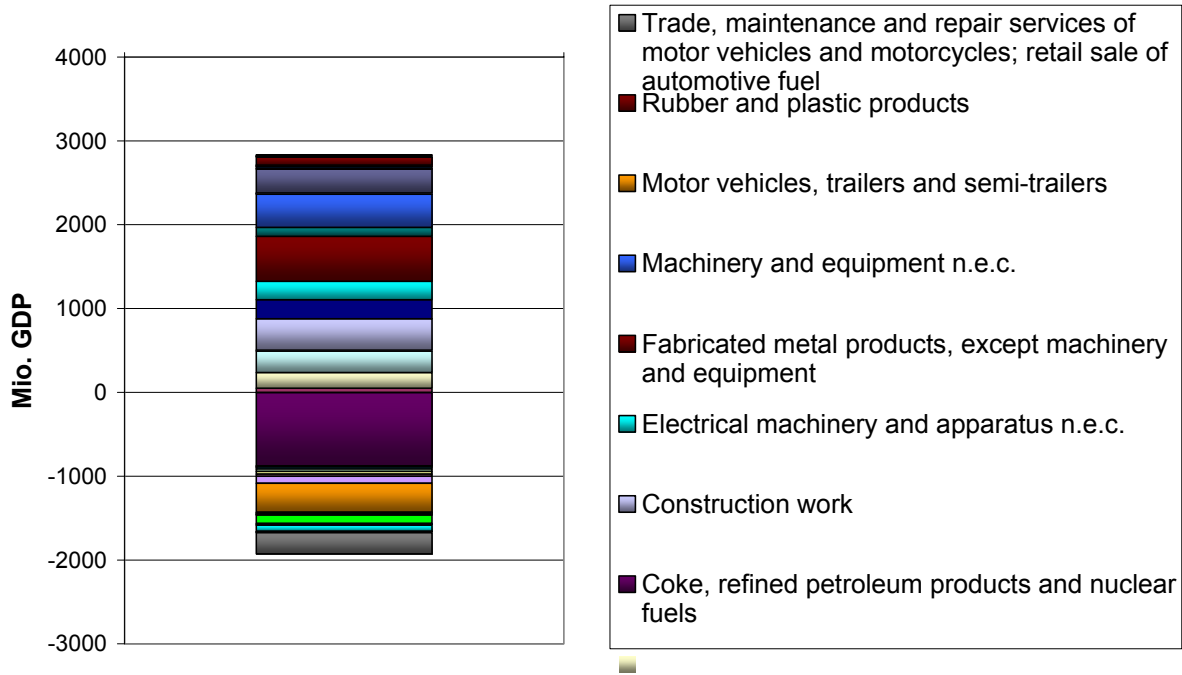 4000
3000
2000
1000
0
-1000
-2000
-3000
Mio. GDP
Trade, maintenance and repair services of
motor vehicles and motorcycles; retail sale of
automotive fuel
Rubber and plastic products
Motor vehicles, trailers and semi-trailers
Machinery and equipment n.e.c.
Fabricated metal products, except machinery
and equipment
Electrical machinery and apparatus n.e.c.
Construction work
Coke, refined petroleum products and nuclear
fuels